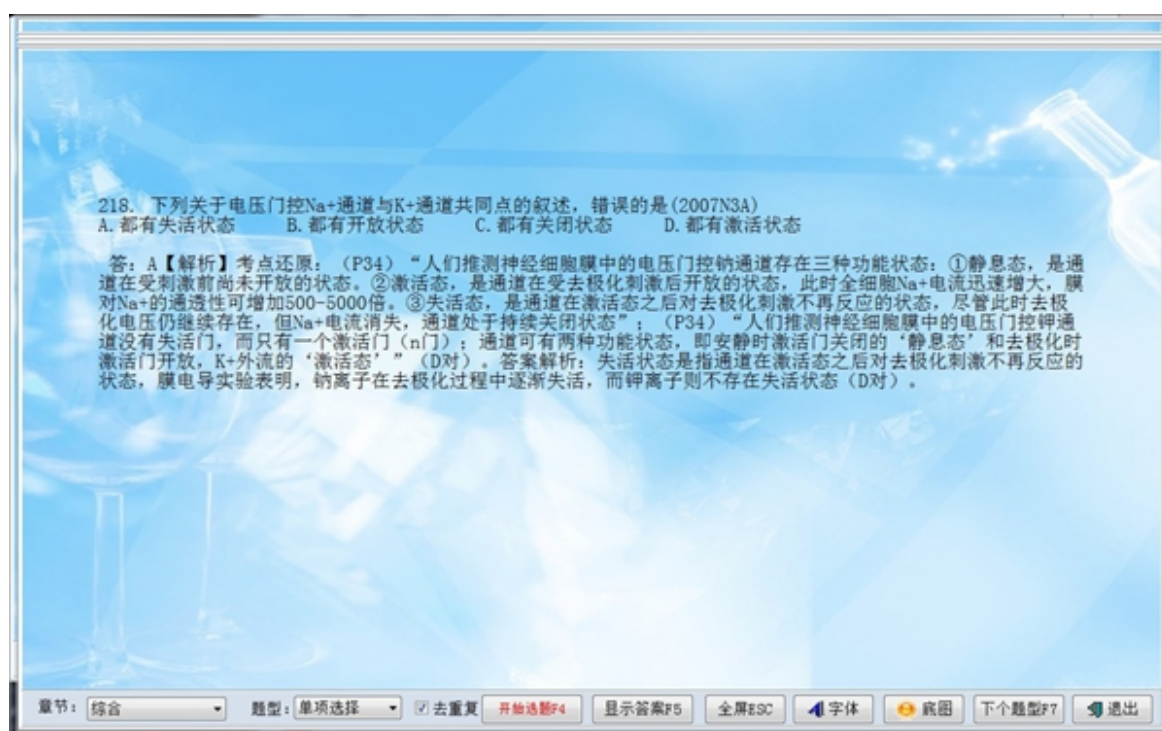 218. 下列关于电压门控Na+通道与K+通道共同点的叙述，错误的是(2007N3A)
A. 都有失活状态 B. 都有开放状态 C. 都有关闭状态 D. 都有激活状态
答：A【解析】考点还原：（P34）“人们推测神经细胞膜中的电压门控钠通道存在三种功能状态：①静息态，是通
道在受刺激前尚未开放的状态。②激活态，是通道在受去极化刺激后开放的状态，此时全细胞Na+电流迅速增大，膜
对Na+的通透性可增加500-5000倍。③失活态，是通道在激活态之后对去极化刺激不再反应的状态，尽管此时去极
化电压仍继续存在，但Na+电流消失，通道处于持续关闭状态”；（P34）“人们推测神经细胞膜中的电压门控钾通
道没有失活门，而只有一个激活门（n门）；通道可有两种功能状态，即安静时激活门关闭的‘静息态’和去极化时
激活门开放，K+外流的‘激活态’”（D对）。答案解析：失活状态是指通道在激活态之后对去极化刺激不再反应的
状态，膜电导实验表明，钠离子在去极化过程中逐渐失活，而钾离子则不存在失活状态（D对）。
章节： 综合 题型： 单项选择 去重复 开始选题F4 显示答案F5 全屏ESC 字体 底图 下个题型F7 退出